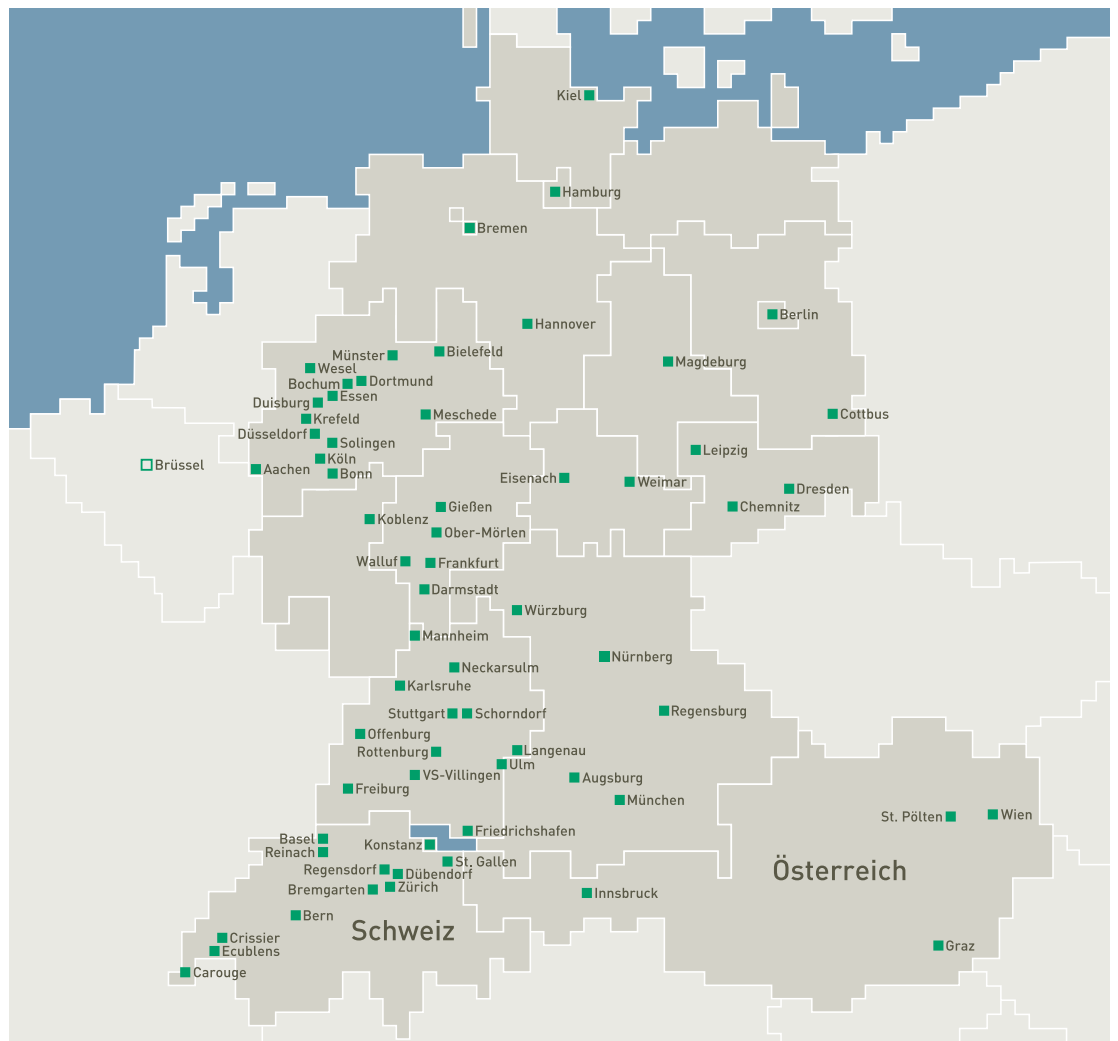 Kiel
Hamburg
Bremen
Berlin
Hannover
Bielefeld
Münster
Magdeburg
Wesel
Dortmund
Bochum
Essen
Duisburg
Meschede
Cottbus
Krefeld
Düsseldorf
Solingen
Leipzig
Köln
Brüssel
Aachen
Bonn
Eisenach
Weimar
Dresden
Gießen
Chemnitz
Koblenz
Ober-Mörlen
Walluf
Frankfurt
Darmstadt
Würzburg
Mannheim
Nürnberg
Neckarsulm
Karlsruhe
Regensburg
Stuttgart
Schorndorf
Offenburg
Langenau
Rottenburg
Ulm
VS-Villingen
Augsburg
Freiburg
München
Wien
St. Pölten
Friedrichshafen
Basel
Konstanz
Reinach
St. Gallen
Regensdorf
Österreich
Dübendorf
Zürich
Bremgarten
Innsbruck
Bern
Schweiz
Crissier
Graz
Ecublens
Carouge